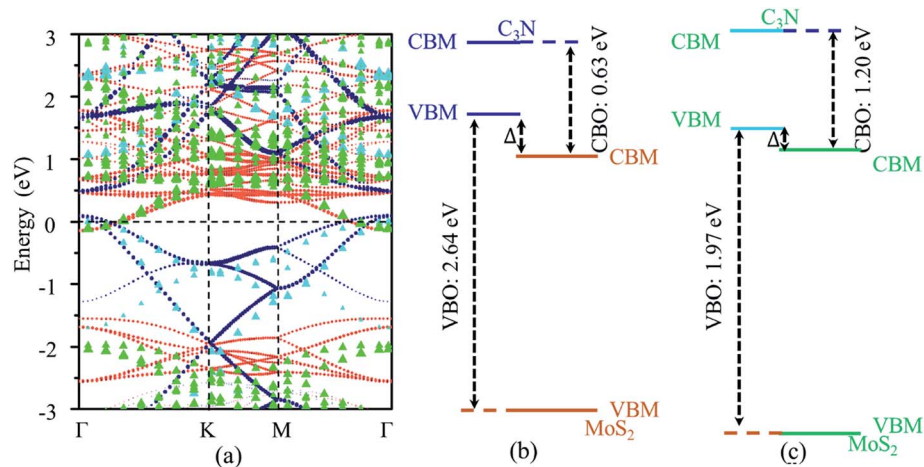 3
2
1
0
-1
-2
-3
Energy (eV)
Γ
K
M
Γ
(a)
C₃N
CBM
CBO: 0.63 eV
VBM
Δ
CBM
VBO: 2.64 eV
VBM
MoS₂
(b)
C₃N
CBM
CBO: 1.20 eV
VBM
Δ
CBM
VBO: 1.97 eV
VBM
MoS₂
(c)